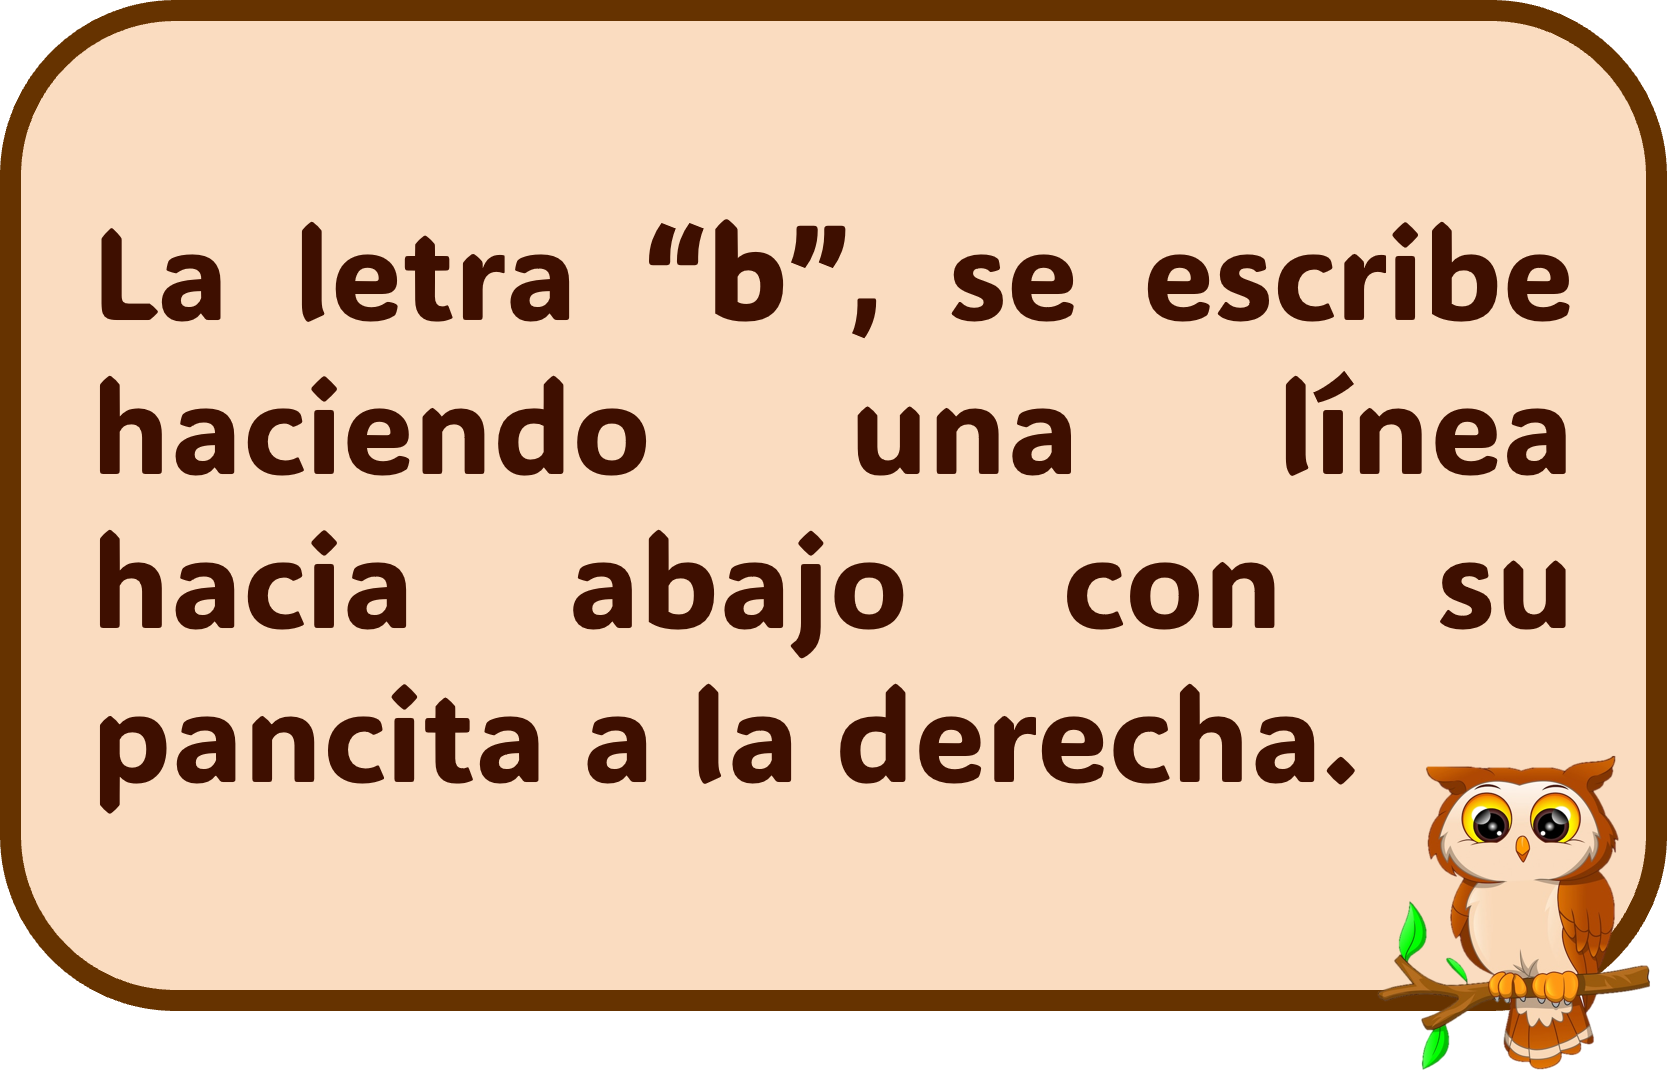 La letra “b”, se escribe
haciendo una línea
hacia abajo con su
pancita a la derecha.